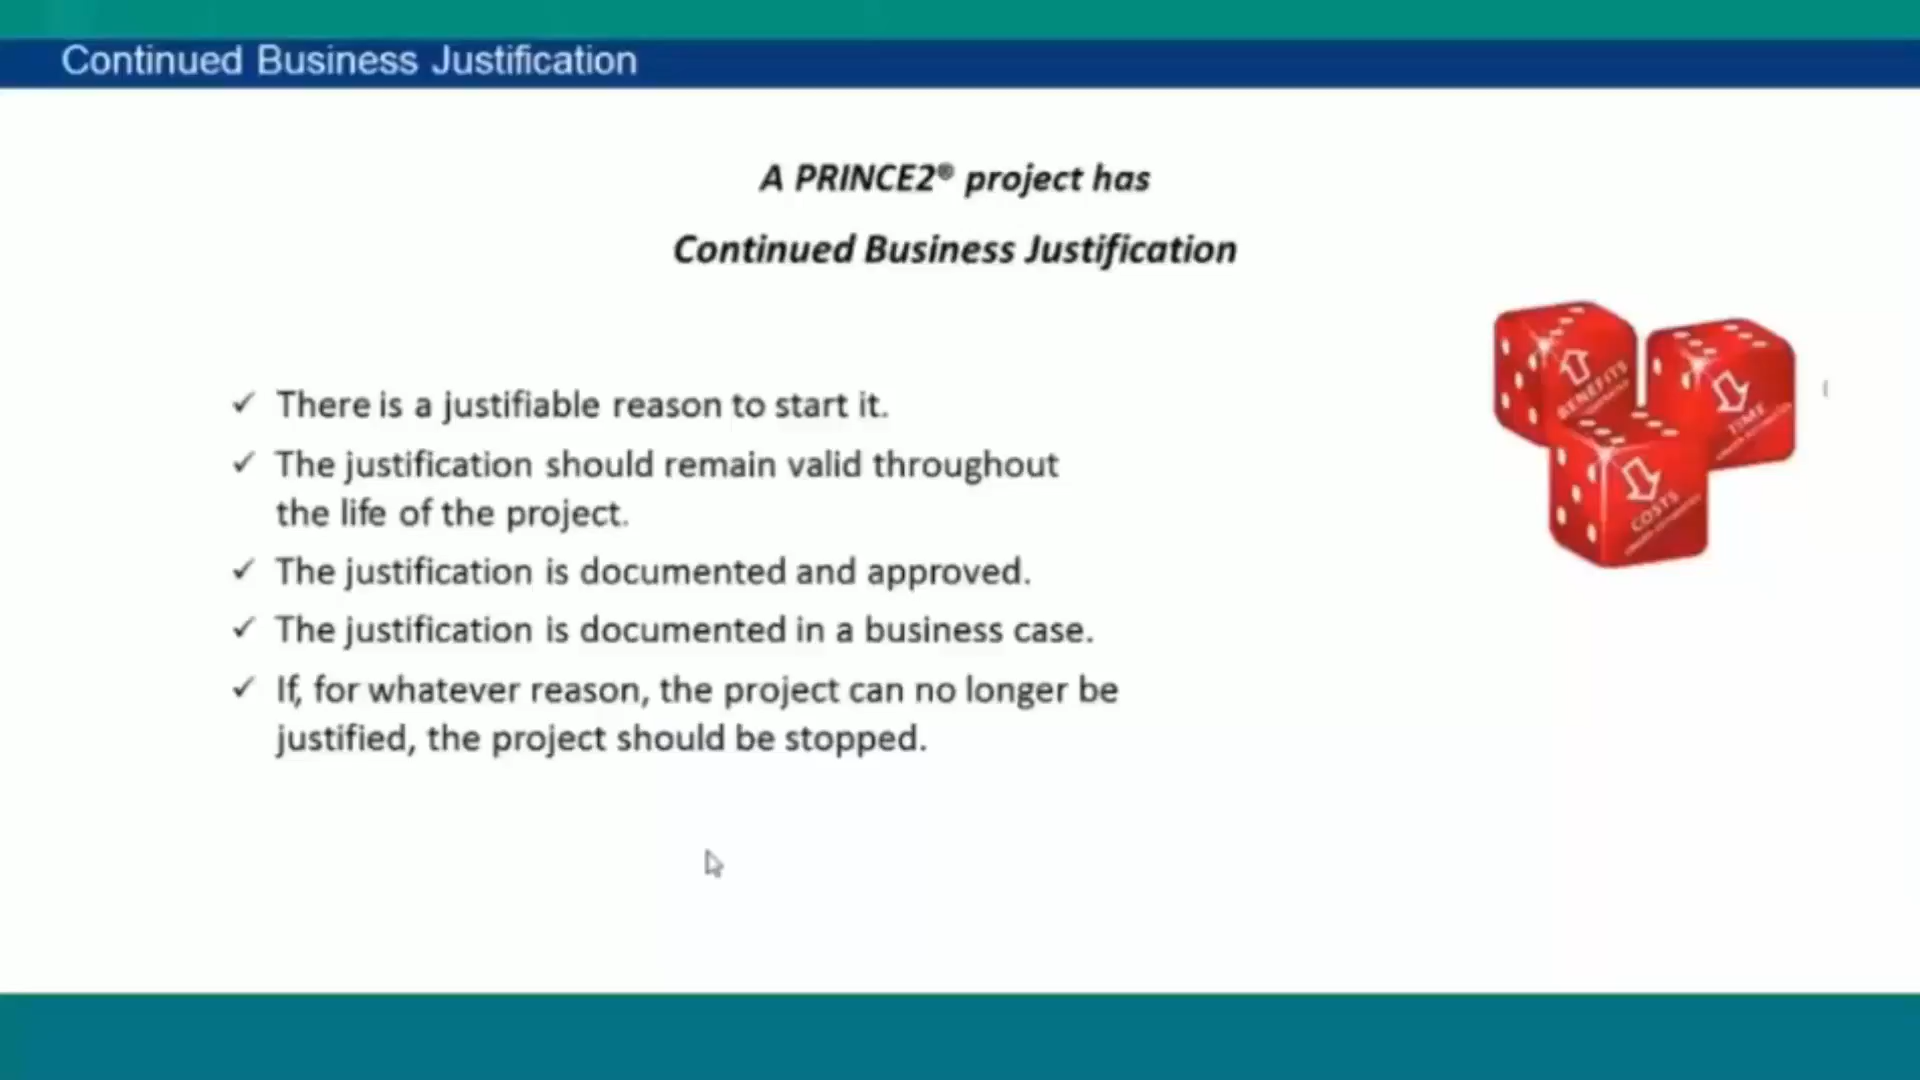 Continued Business Justification
A PRINCE2® project has
Continued Business Justification
✓ There is a justifiable reason to start it.
✓ The justification should remain valid throughout
the life of the project.
✓ The justification is documented and approved.
✓ The justification is documented in a business case.
✓ If, for whatever reason, the project can no longer be
justified, the project should be stopped.
BENEFITS
TIME
COSTS